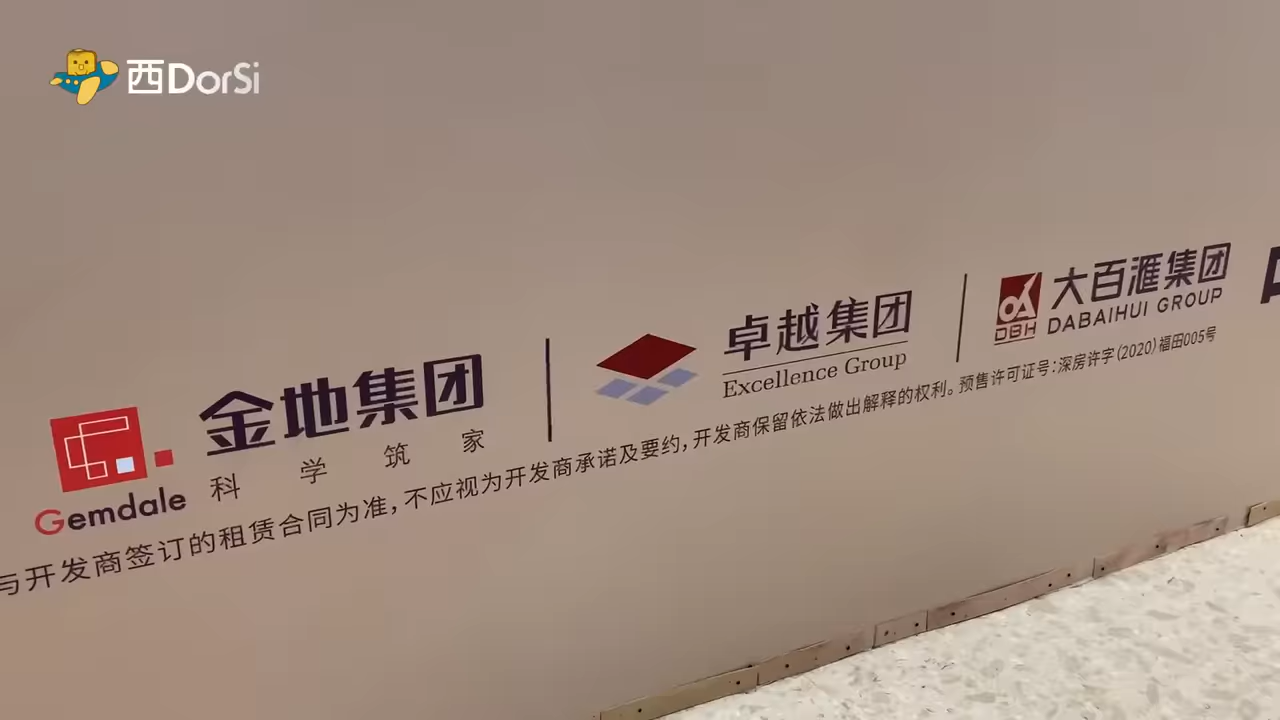 西DorSi
金地集团
科学筑家
Gemdale
卓越集团
Excellence Group
大百滙集团
DABAIHUI GROUP
DBH
与开发商签订的租赁合同为准，不应视为开发商承诺及要约，开发商保留依法做出解释的权利。预售许可证号：深房许字(2020)福田005号